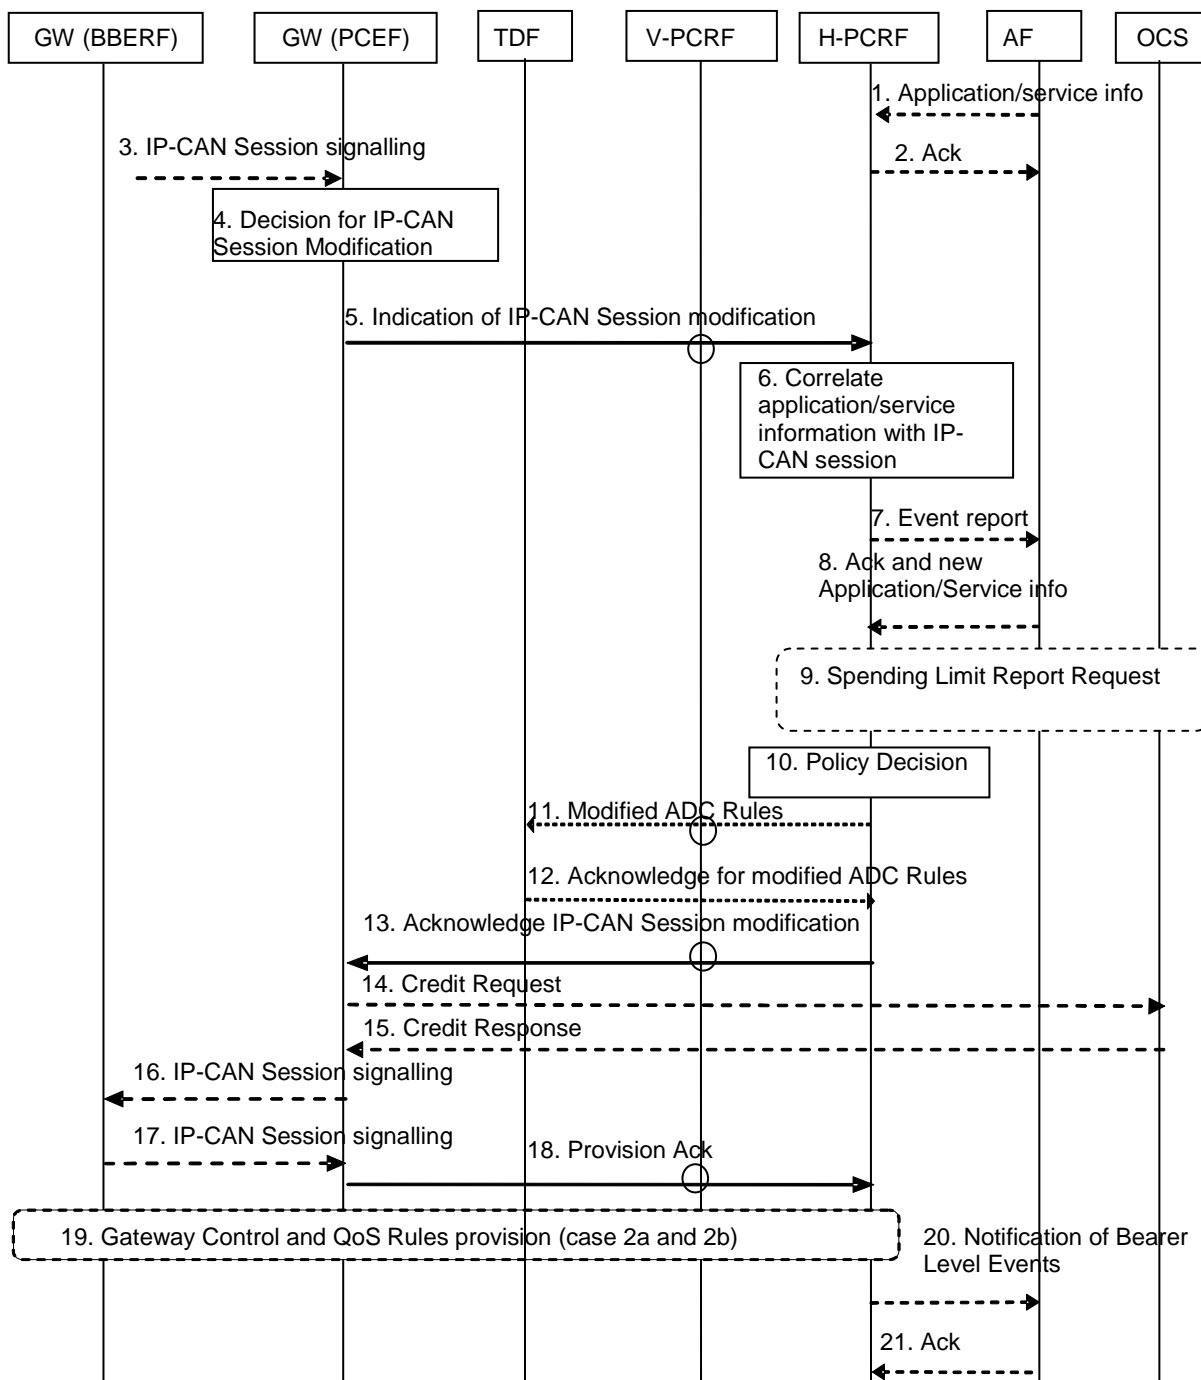 GW (BBERF)
GW (PCEF)
TDF
V-PCRF
H-PCRF
AF
OCS
1. Application/service info
2. Ack
3. IP-CAN Session signalling
4. Decision for IP-CAN
Session Modification
5. Indication of IP-CAN Session modification
6. Correlate
application/service
information with IP-
CAN session
7. Event report
8. Ack and new
Application/Service info
9. Spending Limit Report Request
10. Policy Decision
11. Modified ADC Rules
12. Acknowledge for modified ADC Rules
13. Acknowledge IP-CAN Session modification
14. Credit Request
15. Credit Response
16. IP-CAN Session signalling
17. IP-CAN Session signalling
18. Provision Ack
19. Gateway Control and QoS Rules provision (case 2a and 2b)
20. Notification of Bearer
Level Events
21. Ack